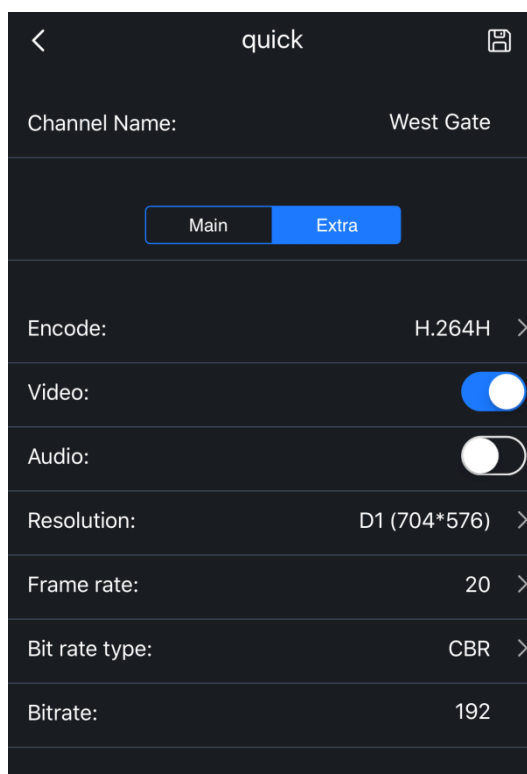 quick
Channel Name: West Gate
Main Extra
Encode: H.264H
Video:
Audio:
Resolution: D1 (704*576)
Frame rate: 20
Bit rate type: CBR
Bitrate: 192